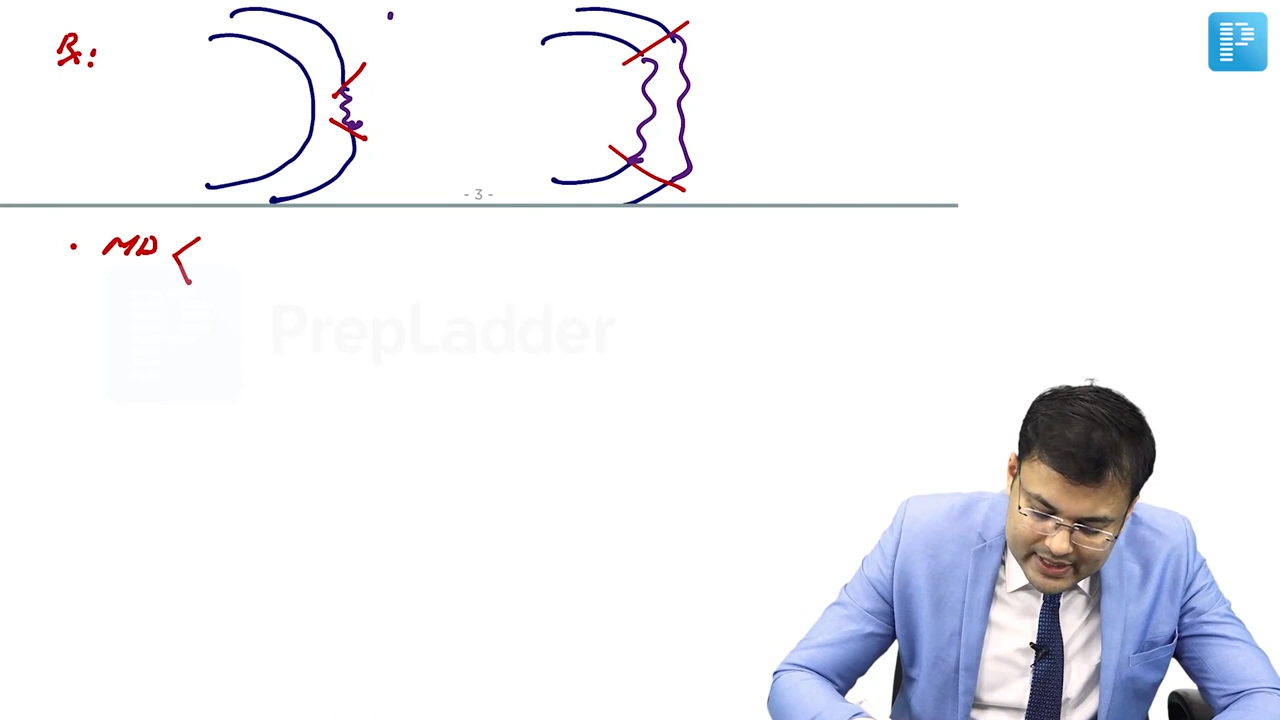 Rx:
- 3 -
• MD <
PrepLadder